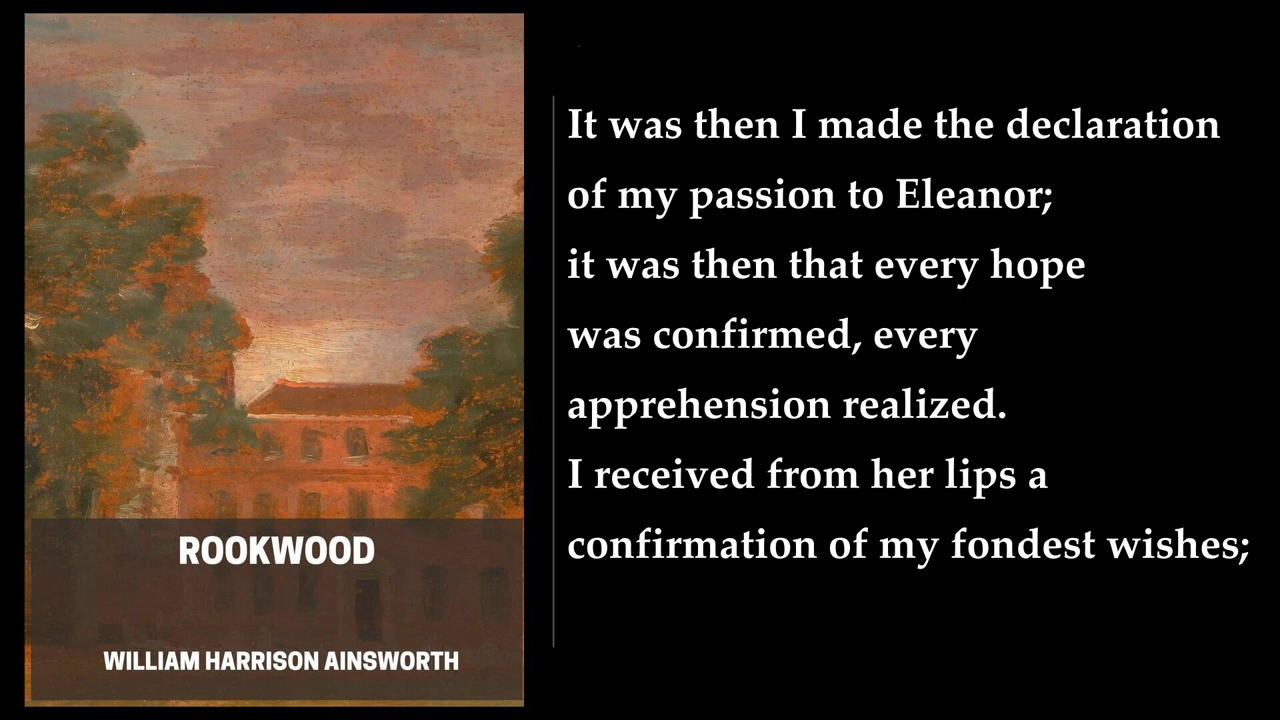 ROOKWOOD
WILLIAM HARRISON AINSWORTH
It was then I made the declaration
of my passion to Eleanor;
it was then that every hope
was confirmed, every
apprehension realized.
I received from her lips a
confirmation of my fondest wishes;